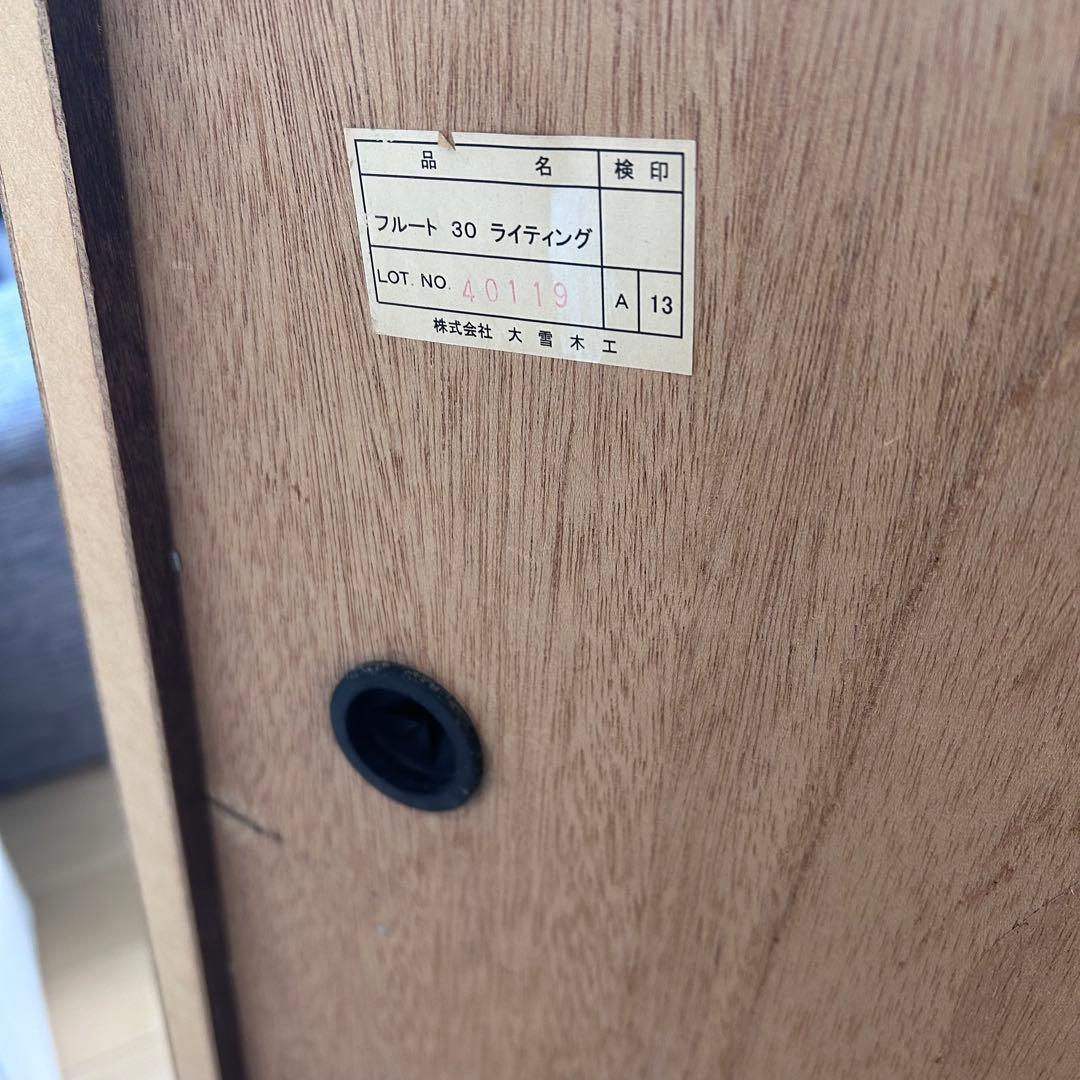 品 名 検 印
フルート 30 ライティング
LOT. NO. 40119 A 13
株式会社 大 雪 木 工